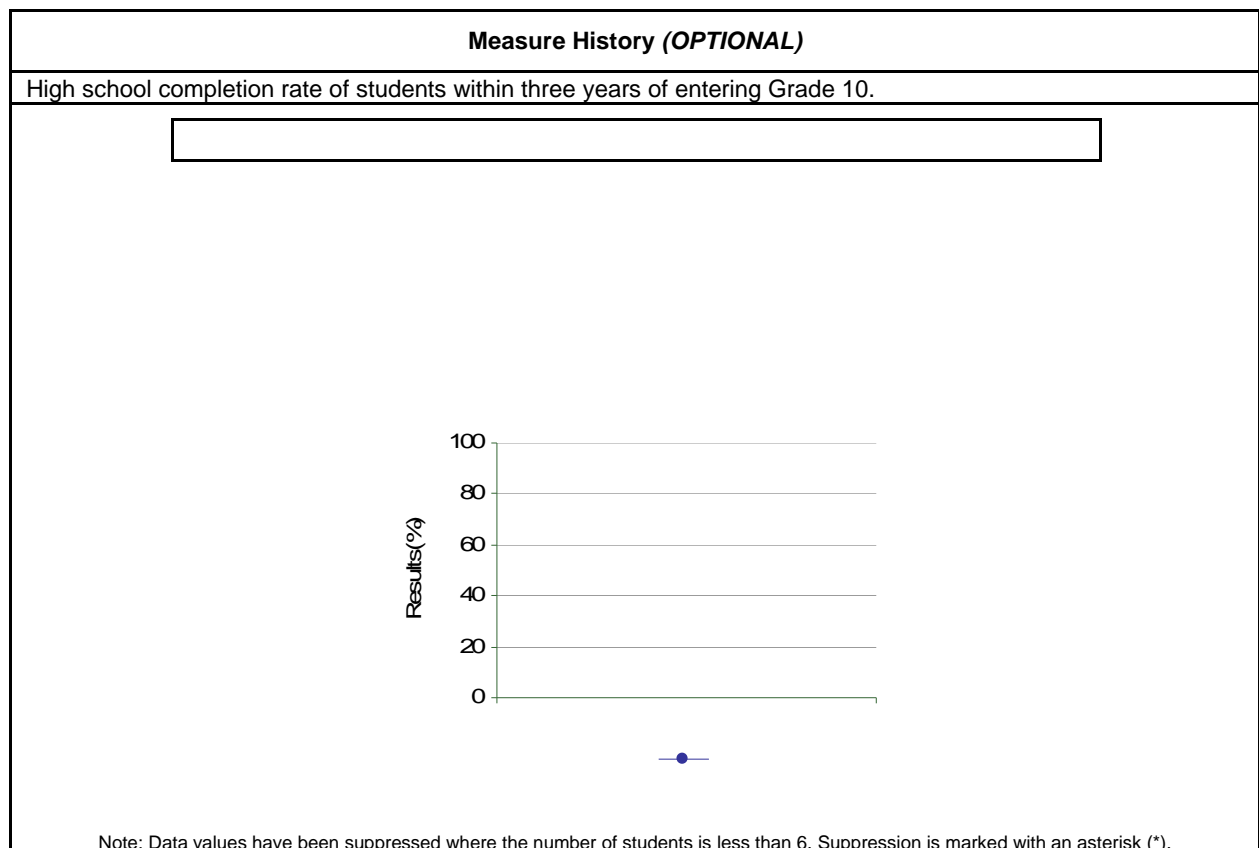 Measure History (OPTIONAL)
High school completion rate of students within three years of entering Grade 10.
100
80
60
40
20
0
Results(%)
Note: Data values have been suppressed where the number of students is less than 6. Suppression is marked with an asterisk (*).